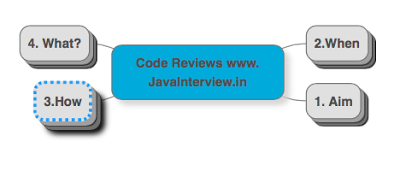 4. What?
Code Reviews www.
JavaInterview.in
2.When
3.How
1. Aim